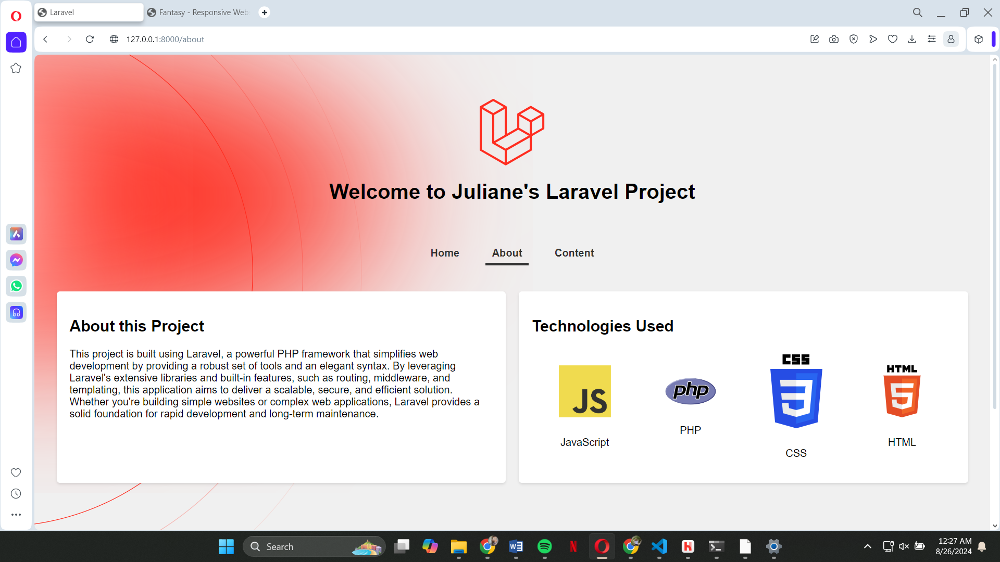 Laravel
Fantasy - Responsive Web
127.0.0.1:8000/about
Welcome to Juliane's Laravel Project
Home
About
Content
About this Project
This project is built using Laravel, a powerful PHP framework that simplifies web
development by providing a robust set of tools and an elegant syntax. By leveraging
Laravel's extensive libraries and built-in features, such as routing, middleware, and
templating, this application aims to deliver a scalable, secure, and efficient solution.
Whether you're building simple websites or complex web applications, Laravel provides a
solid foundation for rapid development and long-term maintenance.
Technologies Used
JS
JavaScript
php
PHP
CSS
3
CSS
HTML
5
HTML
Search
W
N
H
12:27 AM
8/26/2024